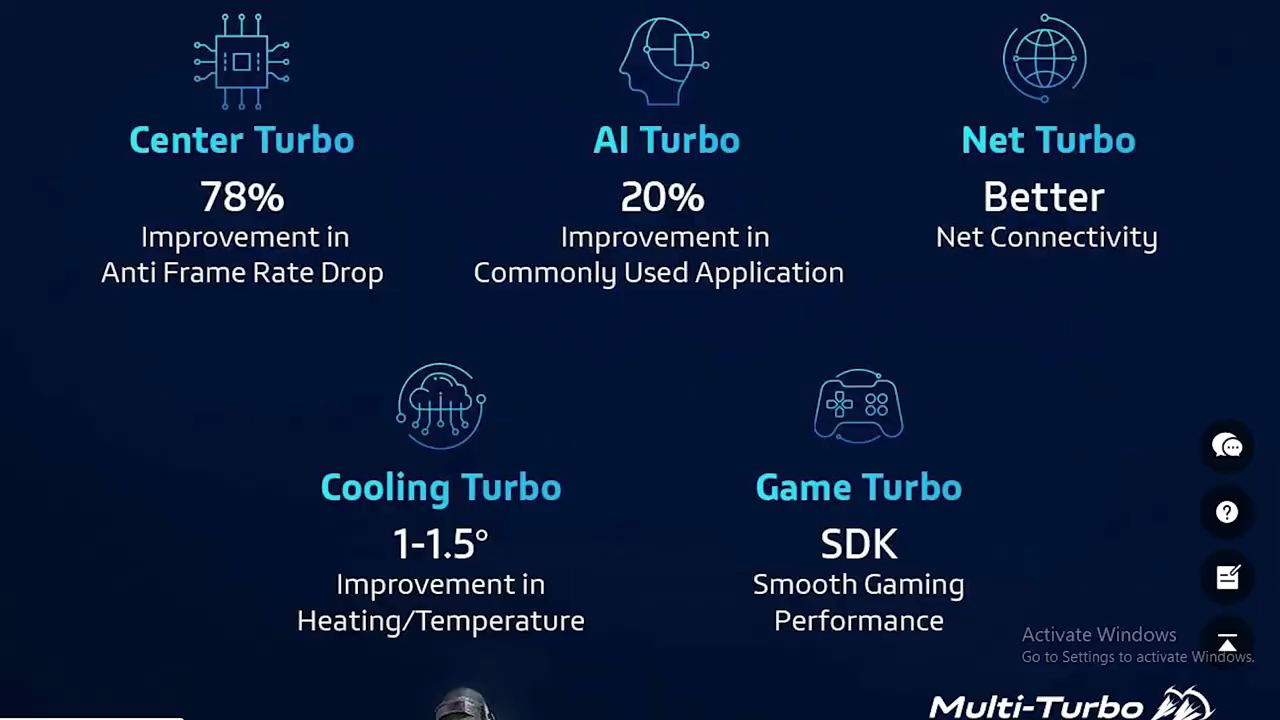 Center Turbo
78%
Improvement in
Anti Frame Rate Drop
AI Turbo
20%
Improvement in
Commonly Used Application
Net Turbo
Better
Net Connectivity
Cooling Turbo
1-1.5°
Improvement in
Heating/Temperature
Game Turbo
SDK
Smooth Gaming
Performance
Activate Windows
Go to Settings to activate Windows.
Multi-Turbo